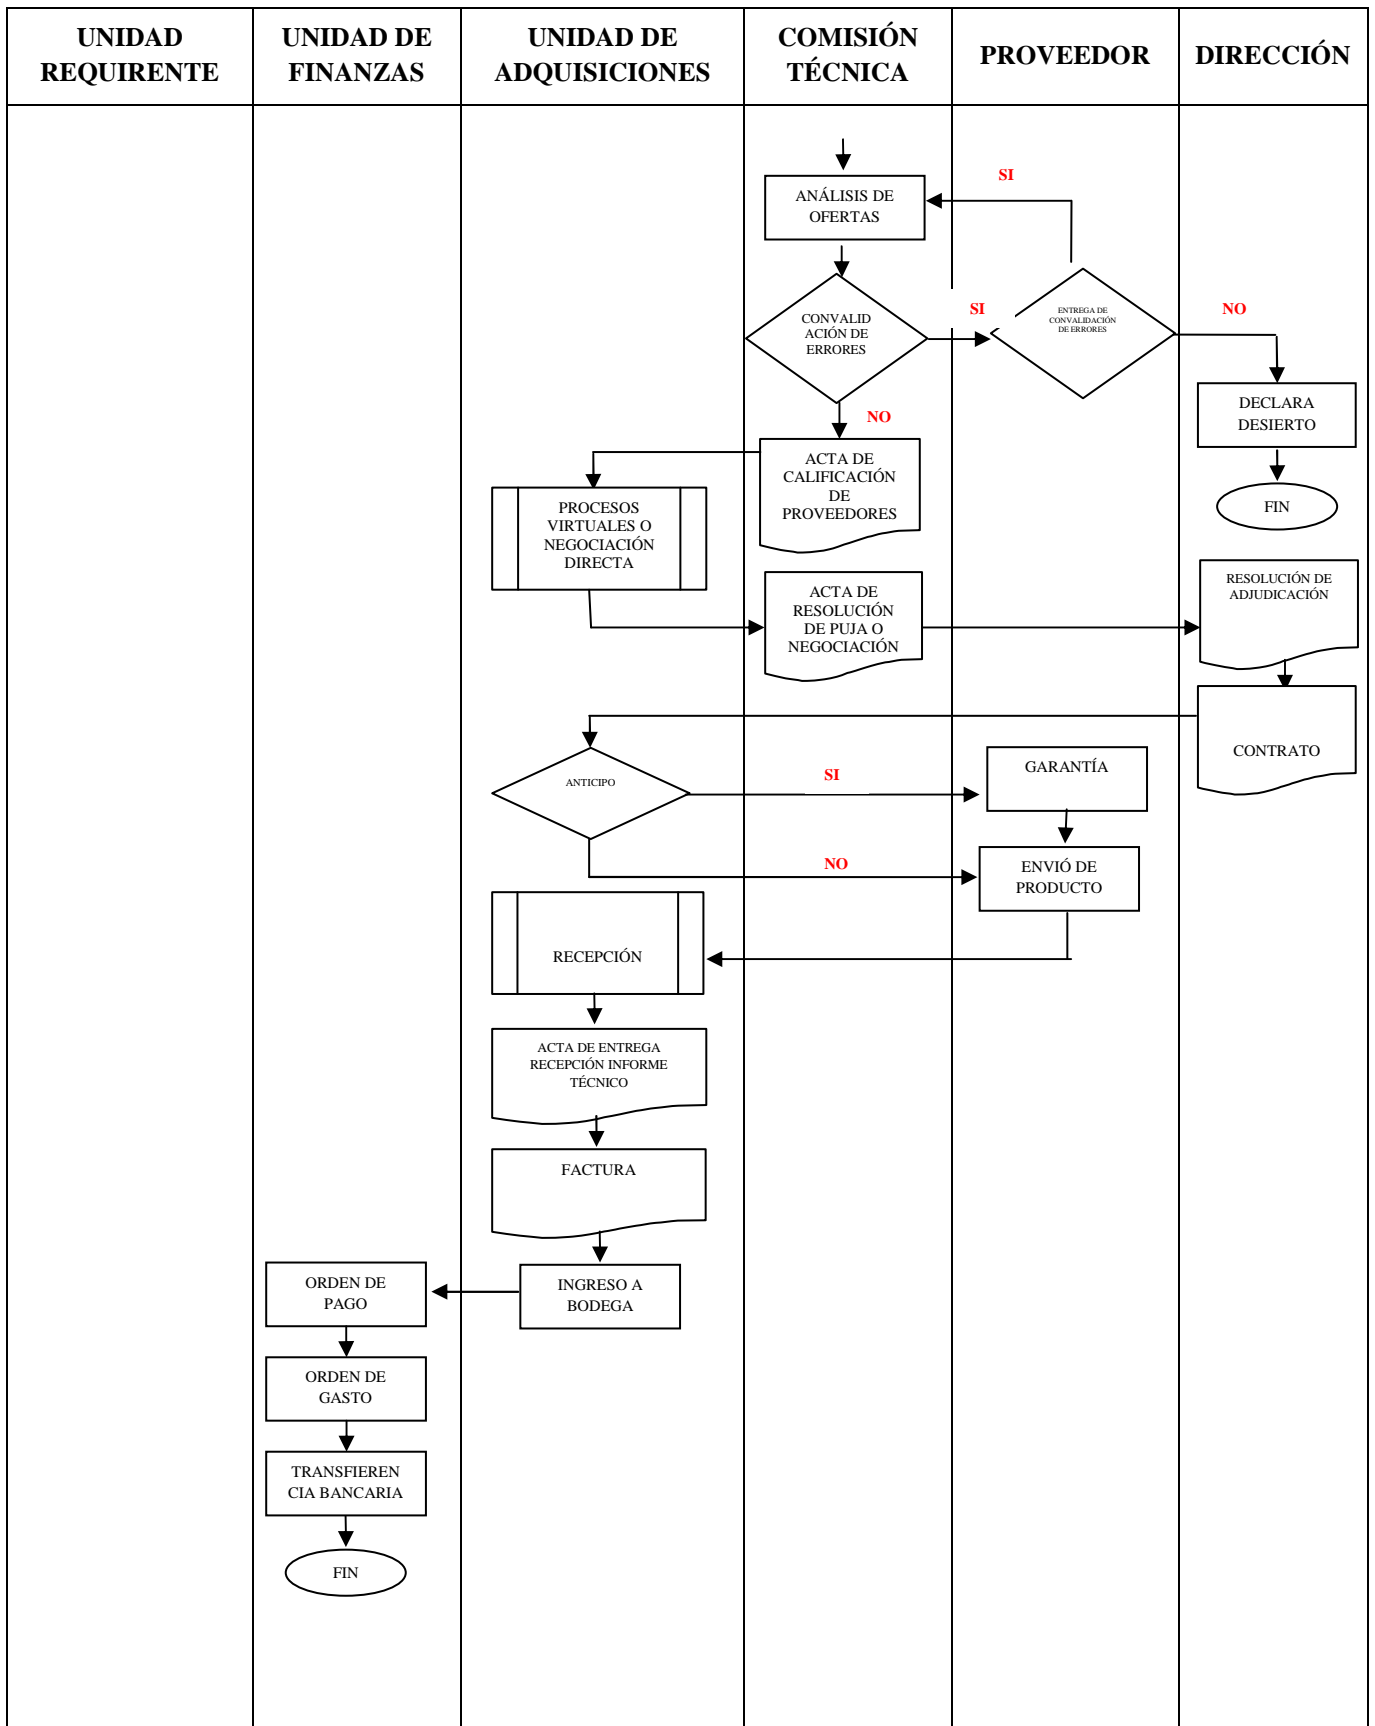 UNIDAD
REQUIRENTE
UNIDAD DE
FINANZAS
UNIDAD DE
ADQUISICIONES
COMISIÓN
TÉCNICA
PROVEEDOR
DIRECCIÓN
ANÁLISIS DE
OFERTAS
SI
CONVALID
ACIÓN DE
ERRORES
SI
ENTREGA DE
CONVALIDACIÓN
DE ERRORES
NO
DECLARA
DESIERTO
FIN
NO
ACTA DE
CALIFICACIÓN
DE
PROVEEDORES
PROCESOS
VIRTUALES O
NEGOCIACIÓN
DIRECTA
ACTA DE
RESOLUCIÓN
DE PUJA O
NEGOCIACIÓN
RESOLUCIÓN DE
ADJUDICACIÓN
CONTRATO
ANTICIPO
SI
GARANTÍA
NO
ENVIÓ DE
PRODUCTO
RECEPCIÓN
ACTA DE ENTREGA
RECEPCIÓN INFORME
TÉCNICO
FACTURA
INGRESO A
BODEGA
ORDEN DE
PAGO
ORDEN DE
GASTO
TRANSFIEREN
CIA BANCARIA
FIN